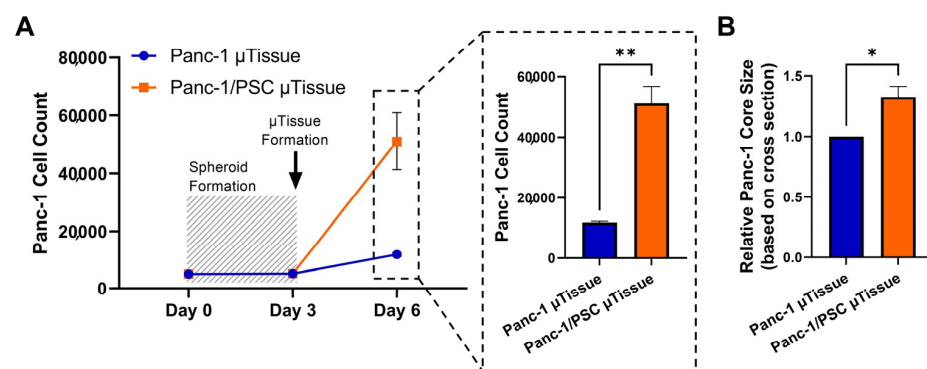 A
Panc-1 Cell Count
80,000
60,000
40,000
20,000
0
Panc-1 µTissue
Panc-1/PSC µTissue
µTissue
Formation
Spheroid
Formation
Day 0
Day 3
Day 6
Panc-1 Cell Count
60,000
40,000
20,000
0
**
Panc-1 µTissue
Panc-1/PSC µTissue
B
Relative Panc-1 Core Size
(based on cross section)
1.5
1.0
0.5
0.0
*
Panc-1 µTissue
Panc-1/PSC µTissue